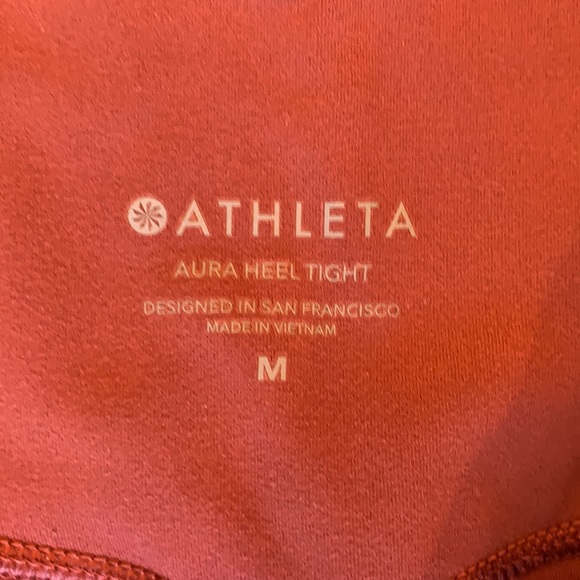 ATHLETA
AURA HEEL TIGHT
DESIGNED IN SAN FRANCISCO
MADE IN VIETNAM
M